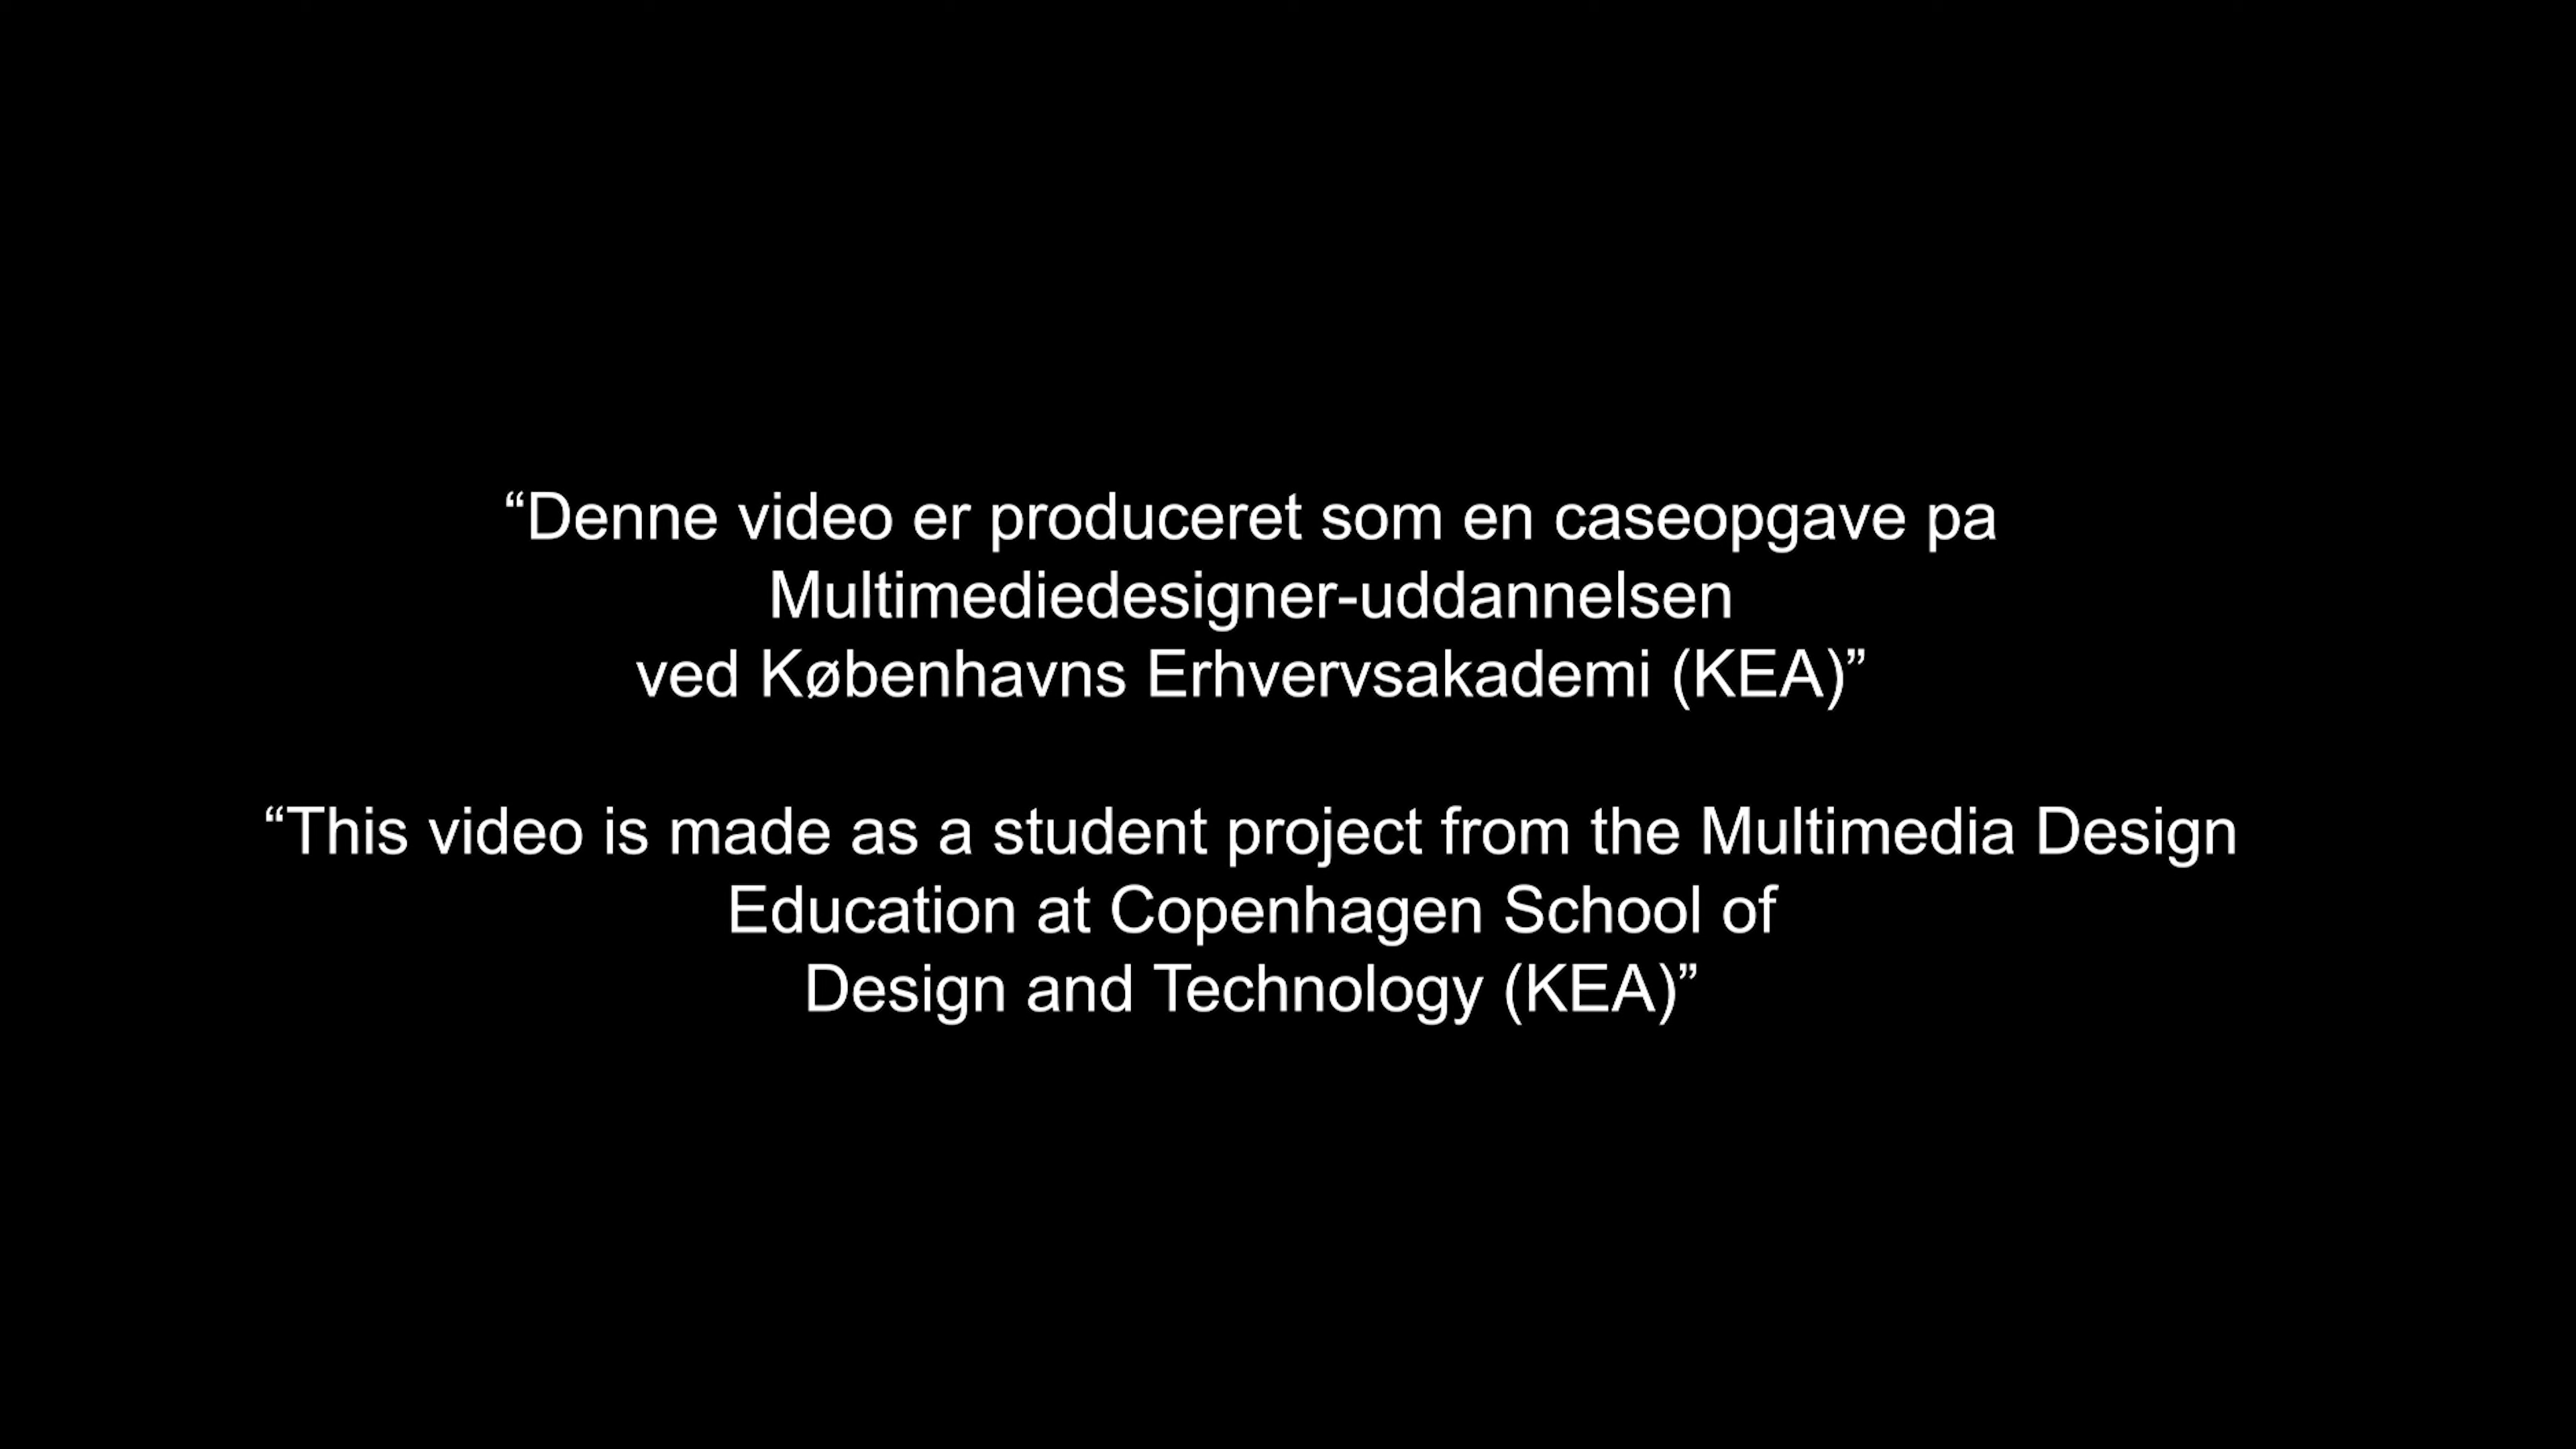 “Denne video er produceret som en caseopgave pa
Multimediedesigner-uddannelsen
ved Københavns Erhvervsakademi (KEA)”
“This video is made as a student project from the Multimedia Design
Education at Copenhagen School of
Design and Technology (KEA)”